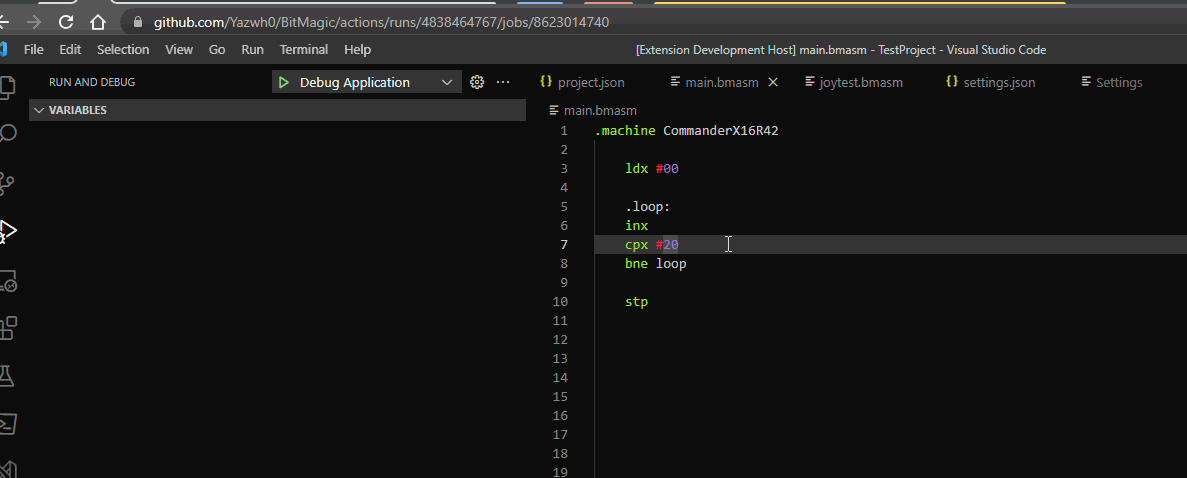 github.com/Yazwh0/BitMagic/actions/runs/4838464767/jobs/8623014740
File Edit Selection View Go Run Terminal Help [Extension Development Host] main.bmasm - TestProject - Visual Studio Code
RUN AND DEBUG Debug Application
VARIABLES
{} project.json main.bmasm joytest.bmasm {} settings.json Settings
main.bmasm
1 .machine CommanderX16R42
2
3 ldx #00
4
5 .loop:
6 inx
7 cpx #20
8 bne loop
9
10 stp
11
12
13
14
15
16
17
18
19